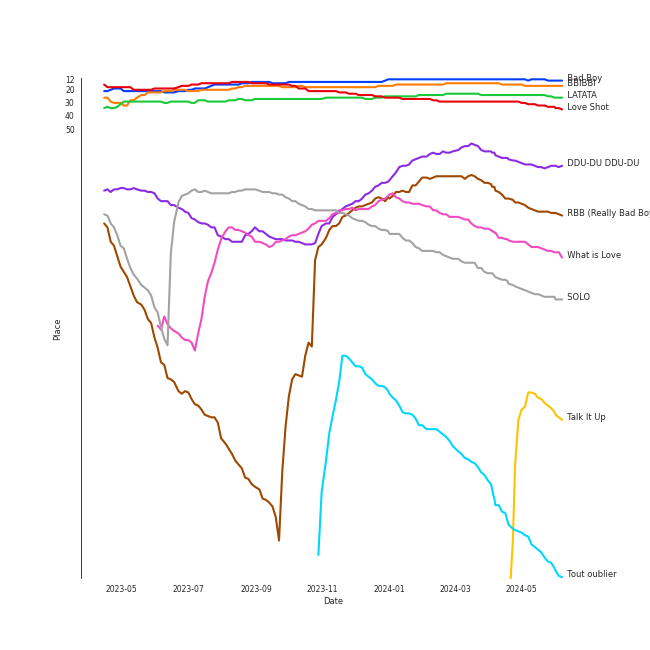 12
20
30
40
50
Place
Bad Boy
BBIBBI
LATATA
Love Shot
DDU-DU DDU-DU
RBB (Really Bad Boy
What is Love
SOLO
Talk It Up
Tout oublier
2023-05
2023-07
2023-09
2023-11
2024-01
2024-03
2024-05
Date